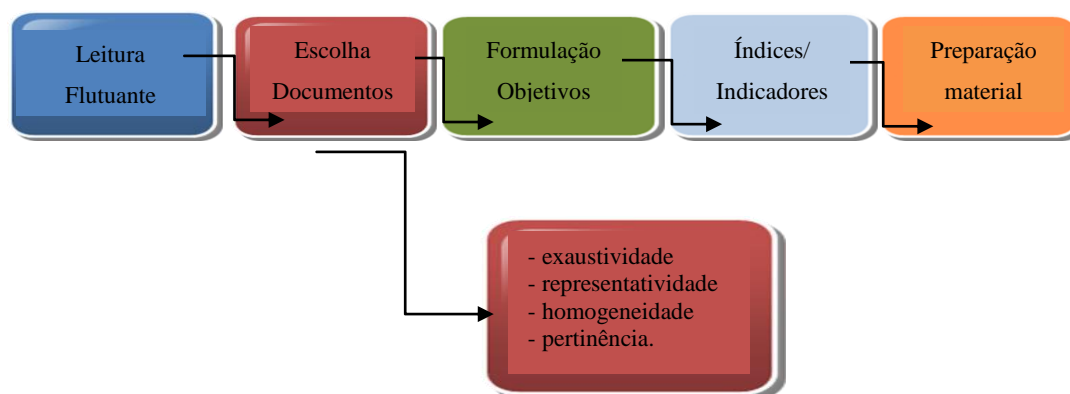 Leitura
Flutuante
Escolha
Documentos
Formulação
Objetivos
Índices/
Indicadores
Preparação
material
- exaustividade
- representatividade
- homogeneidade
- pertinência.